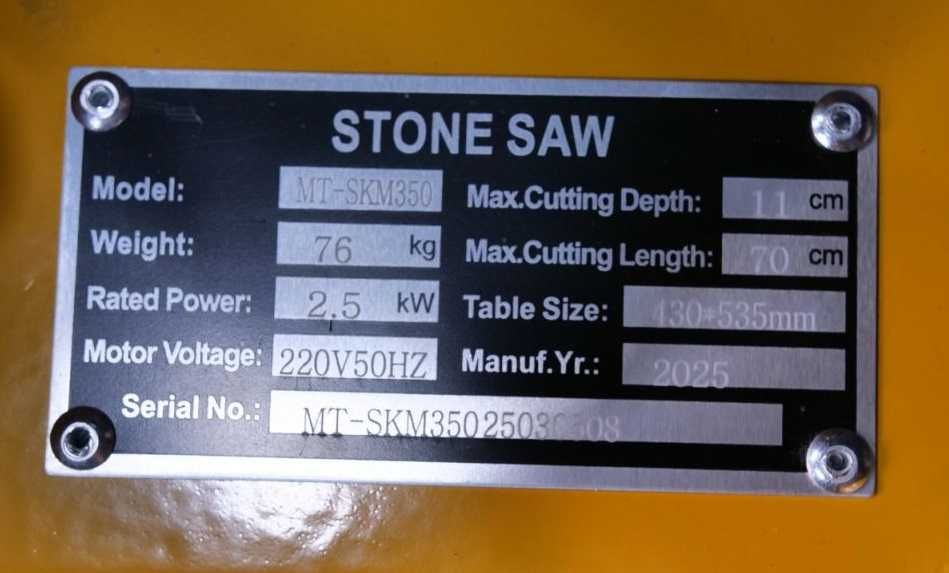 STONE SAW
Model: MT-SKM350
Max.Cutting Depth: 11 cm
Weight: 76 kg
Max.Cutting Length: 70 cm
Rated Power: 2.5 kW
Table Size: 430*535mm
Motor Voltage: 220V50HZ
Manuf.Yr.: 2025
Serial No.: